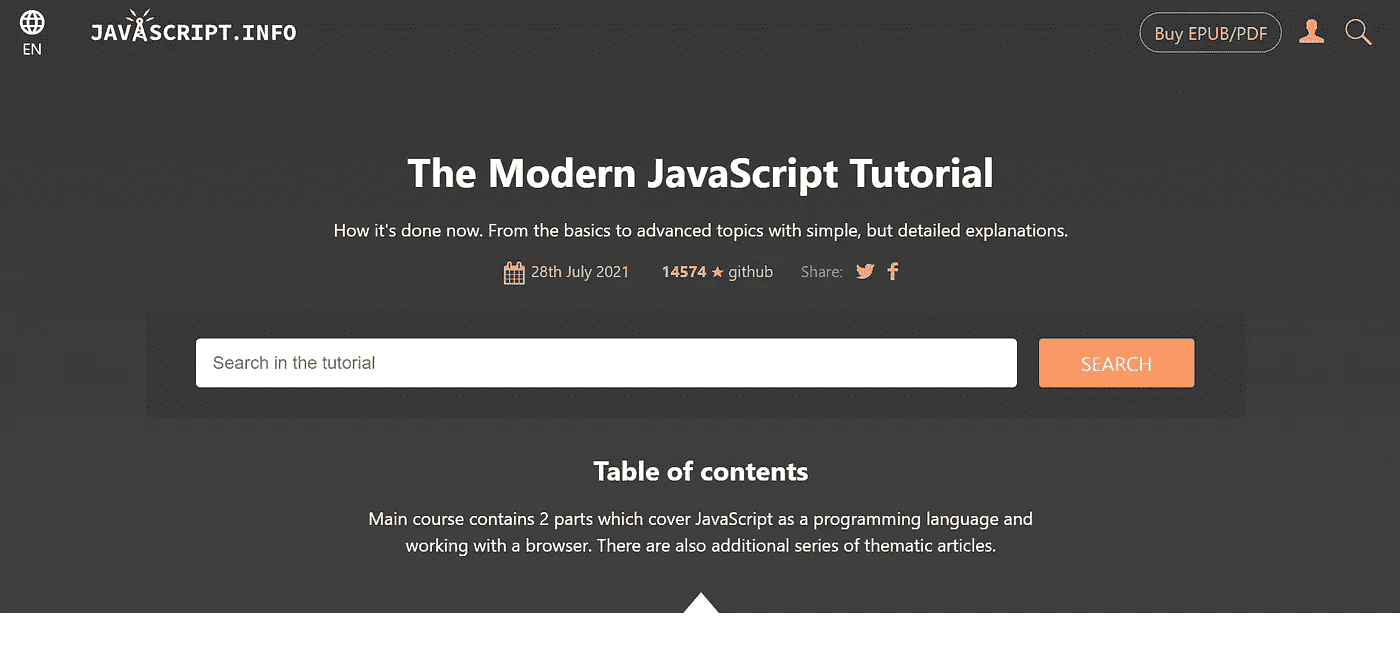 EN
JAVASCRIPT.INFO
Buy EPUB/PDF
The Modern JavaScript Tutorial
How it's done now. From the basics to advanced topics with simple, but detailed explanations.
28th July 2021 14574 ★ github Share:
Search in the tutorial
SEARCH
Table of contents
Main course contains 2 parts which cover JavaScript as a programming language and
working with a browser. There are also additional series of thematic articles.